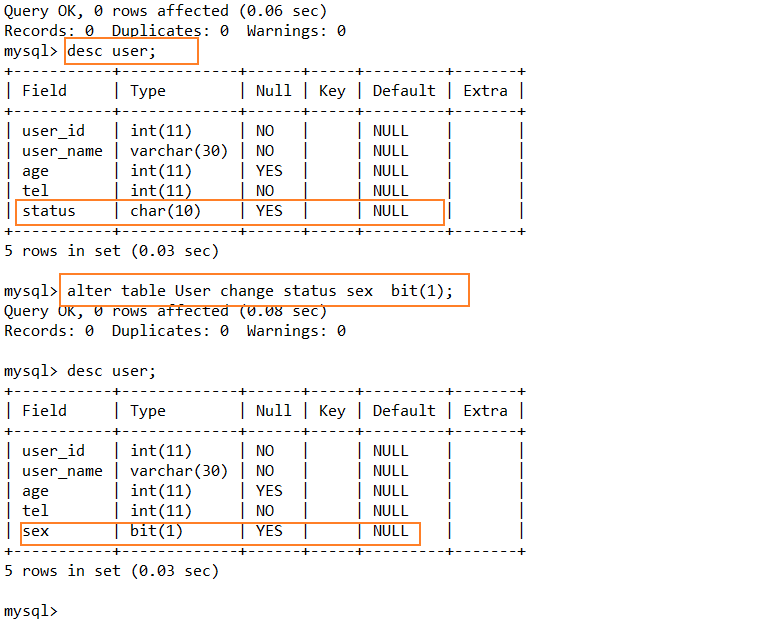 Query OK, 0 rows affected (0.06 sec)
Records: 0  Duplicates: 0  Warnings: 0
mysql> desc user;
+-----------+-------------+------+-----+---------+-------+
| Field     | Type        | Null | Key | Default | Extra |
+-----------+-------------+------+-----+---------+-------+
| user_id   | int(11)     | NO   |     | NULL    |       |
| user_name | varchar(30) | NO   |     | NULL    |       |
| age       | int(11)     | YES  |     | NULL    |       |
| tel       | int(11)     | NO   |     | NULL    |       |
| status    | char(10)    | YES  |     | NULL    |       |
+-----------+-------------+------+-----+---------+-------+
5 rows in set (0.03 sec)
mysql> alter table User change status sex  bit(1);
Query OK, 0 rows affected (0.08 sec)
Records: 0  Duplicates: 0  Warnings: 0
mysql> desc user;
+-----------+-------------+------+-----+---------+-------+
| Field     | Type        | Null | Key | Default | Extra |
+-----------+-------------+------+-----+---------+-------+
| user_id   | int(11)     | NO   |     | NULL    |       |
| user_name | varchar(30) | NO   |     | NULL    |       |
| age       | int(11)     | YES  |     | NULL    |       |
| tel       | int(11)     | NO   |     | NULL    |       |
| sex       | bit(1)      | YES  |     | NULL    |       |
+-----------+-------------+------+-----+---------+-------+
5 rows in set (0.03 sec)
mysql>